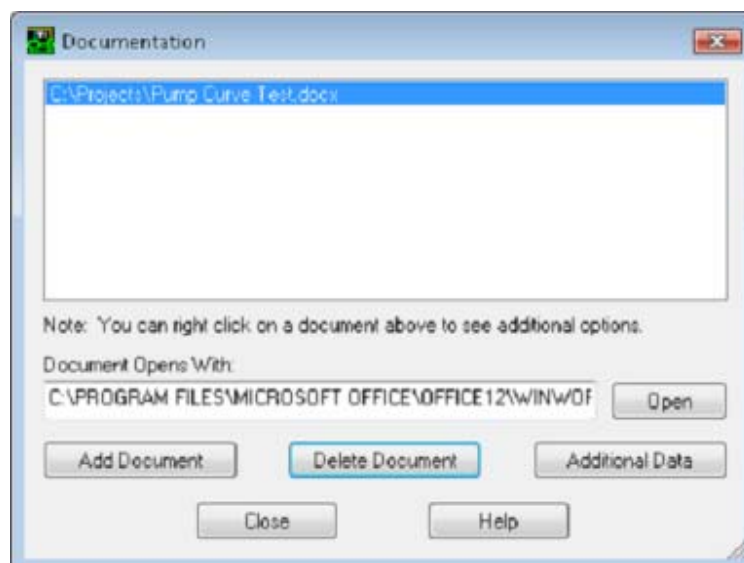 Documentation
C:\Projects\Pump Curve Test.docx
Note: You can right click on a document above to see additional options.
Document Opens With:
C:\PROGRAM FILES\MICROSOFT OFFICE\OFFICE12\WINWOR
Open
Add Document
Delete Document
Additional Data
Close
Help